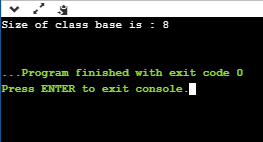 Size of class base is : 8
...Program finished with exit code 0
Press ENTER to exit console.